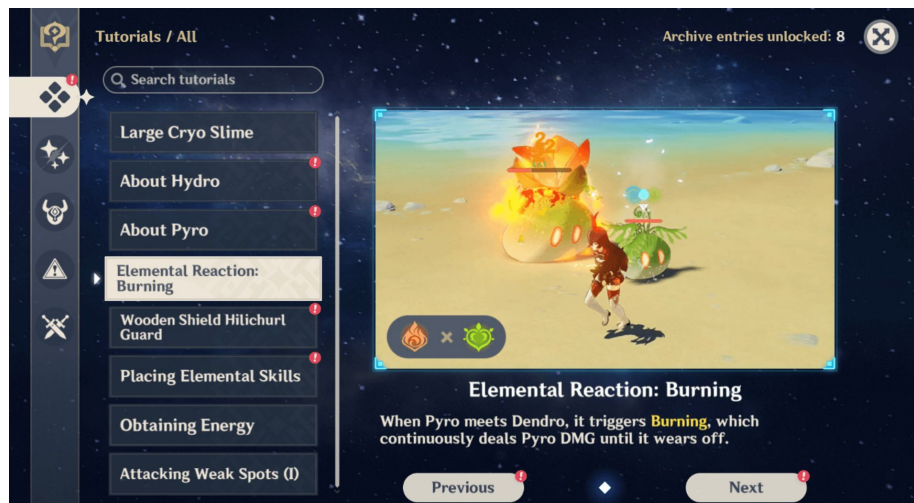 Tutorials / All
Archive entries unlocked: 8
Search tutorials
Large Cryo Slime
About Hydro
About Pyro
Elemental Reaction:
Burning
Wooden Shield Hilichurl
Guard
Placing Elemental Skills
Obtaining Energy
Attacking Weak Spots (I)
22
Elemental Reaction: Burning
When Pyro meets Dendro, it triggers Burning, which
continuously deals Pyro DMG until it wears off.
Previous
Next